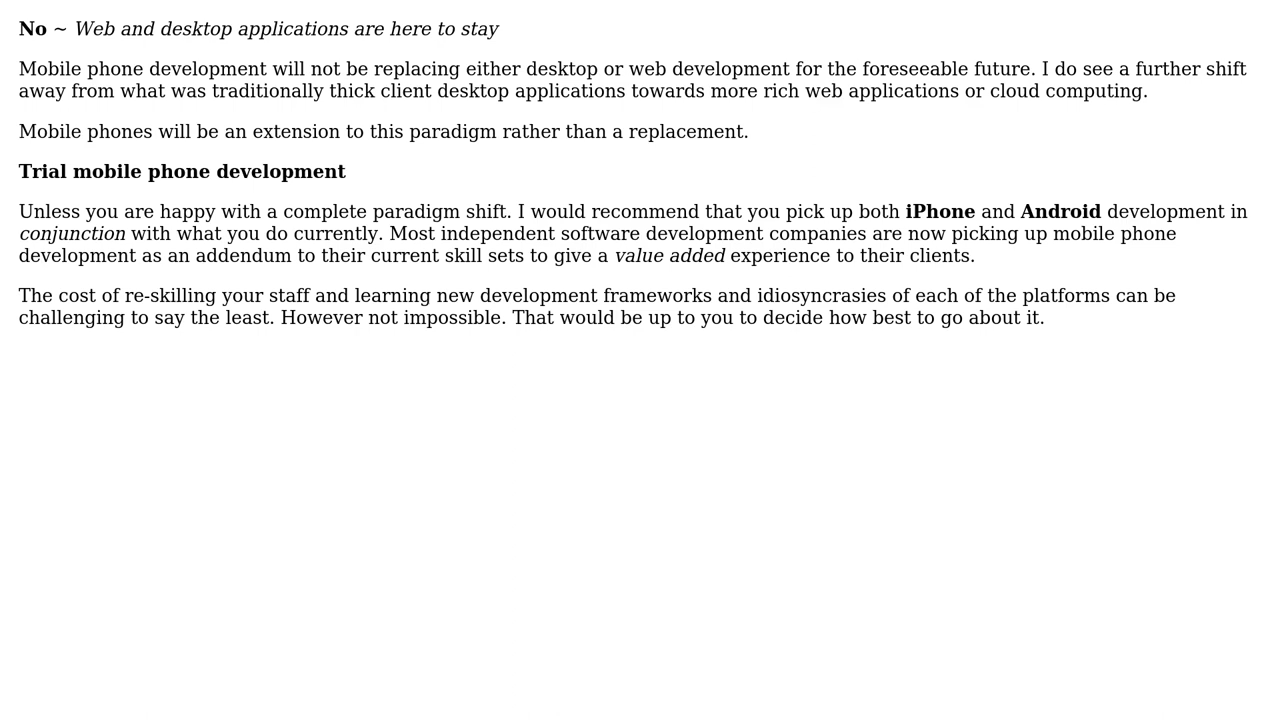 No ~ Web and desktop applications are here to stay
Mobile phone development will not be replacing either desktop or web development for the foreseeable future. I do see a further shift
away from what was traditionally thick client desktop applications towards more rich web applications or cloud computing.
Mobile phones will be an extension to this paradigm rather than a replacement.
Trial mobile phone development
Unless you are happy with a complete paradigm shift. I would recommend that you pick up both iPhone and Android development in
conjunction with what you do currently. Most independent software development companies are now picking up mobile phone
development as an addendum to their current skill sets to give a value added experience to their clients.
The cost of re-skilling your staff and learning new development frameworks and idiosyncrasies of each of the platforms can be
challenging to say the least. However not impossible. That would be up to you to decide how best to go about it.